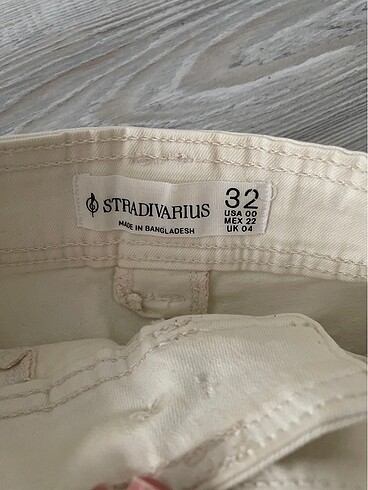 STRADIVARIUS
MADE IN BANGLADESH
32
USA 00
MEX 22
UK 04